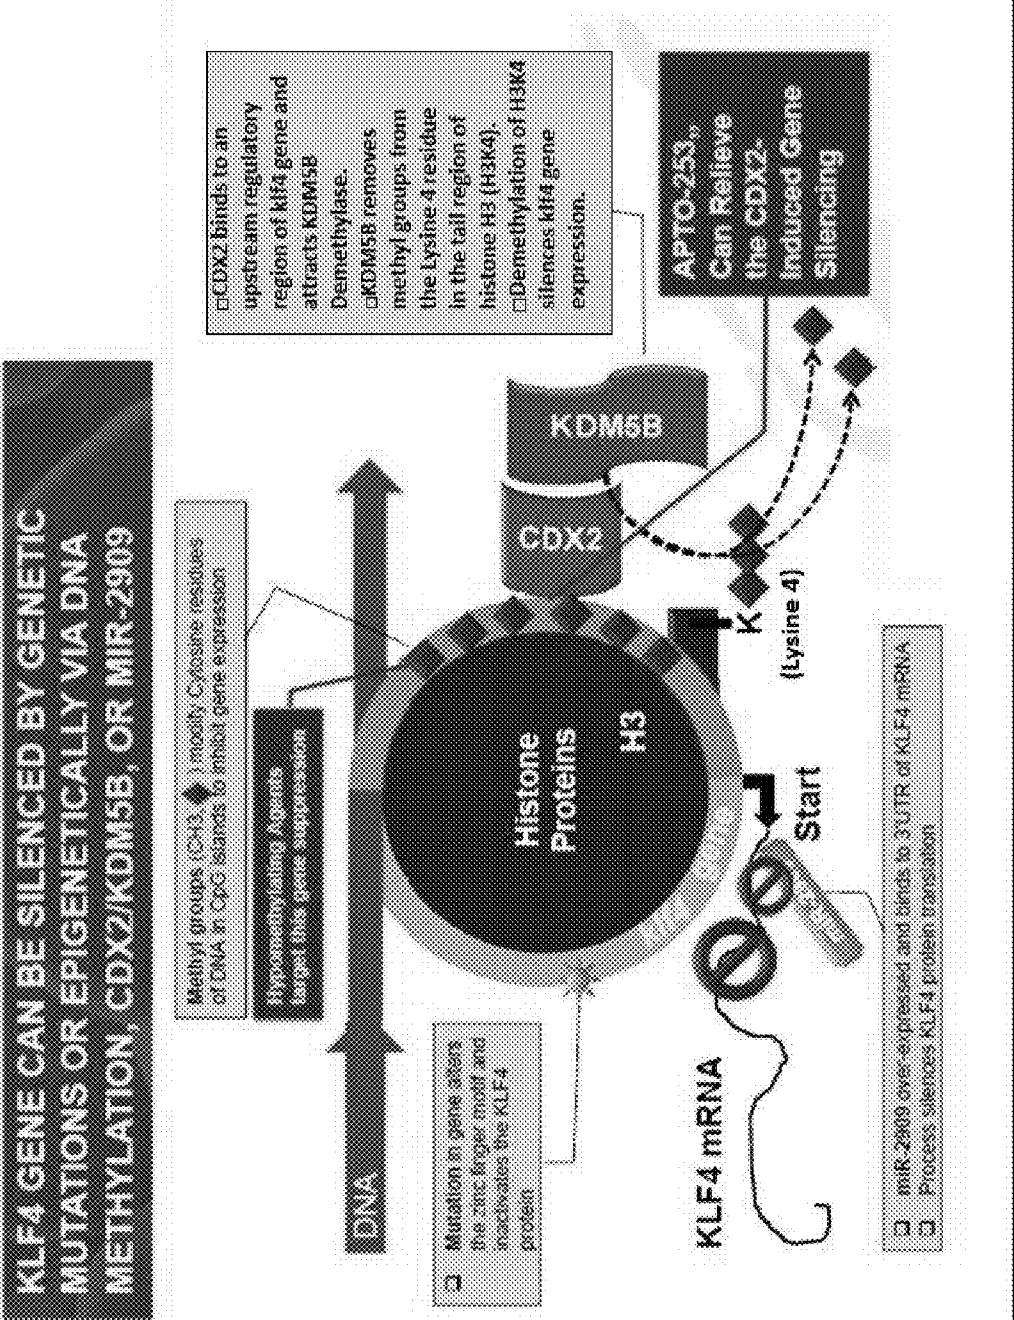 KLF4 GENE CAN BE SILENCED BY GENETIC
MUTATIONS OR EPIGENETICALLY VIA DNA
METHYLATION, CDX2/KDM5B, OR MIR-2909
Methyl groups (CH3, ◆ ) modify Cytosine residues
of DNA in CpG islands to inhibit gene expression
Hypomethylating Agents
target this gene suppression
DNA
❑ Mutation in gene alters
the zinc finger motif and
inactivates the KLF4
protein
Histone
Proteins
H3
CDX2
KDM5B
□CDX2 binds to an
upstream regulatory
region of klf4 gene and
attracts KDM5B
Demethylase.
□KDM5B removes
methyl groups from
the Lysine 4 residue
in the tail region of
histone H3 (H3K4).
□Demethylation of H3K4
silences klf4 gene
expression.
APTO-253,
Can Relieve
the CDX2-
Induced Gene
Silencing
K
(Lysine 4)
Start
KLF4 mRNA
❑ miR-2909 over-expressed and binds to 3'UTR of KLF4 mRNA
❑ Process silences KLF4 protein translation